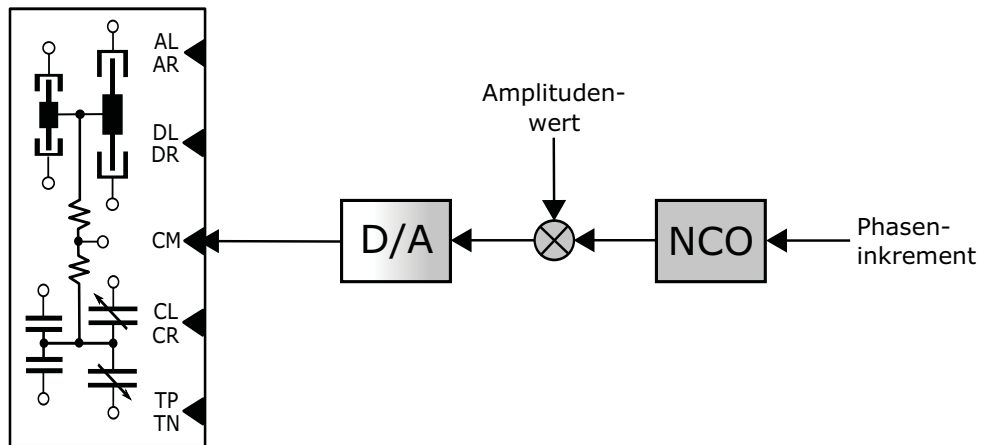 AL
AR
DL
DR
CM
CL
CR
TP
TN
D/A
Amplituden-
wert
NCO
Phasen-
inkrement